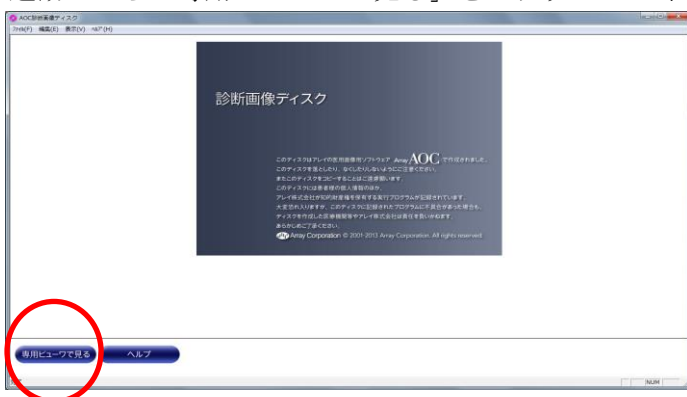 AOC診断画像ディスク
ファイル(F) 編集(E) 表示(V) ヘルプ(H)
診断画像ディスク
このディスクはアレイの医用画像用ソフトウェア Array AOC で作成されました。
このディスクを落としたり、なくしたりしないようにご注意ください。
またこのディスクをコピーすることはご遠慮願います。
このディスクには患者様の個人情報のほか、
アレイ株式会社が知的財産権を保有する実行プログラムが記録されています。
大変恐れ入りますが、このディスクに記録されたプログラムに不具合があった場合も、
ディスクを作成した医療機関等やアレイ株式会社は責任を負いかねます。
あらかじめご了承ください。
Array Corporation © 2001-2013 Array Corporation. All rights reserved.
専用ビューワで見る ヘルプ
NUM